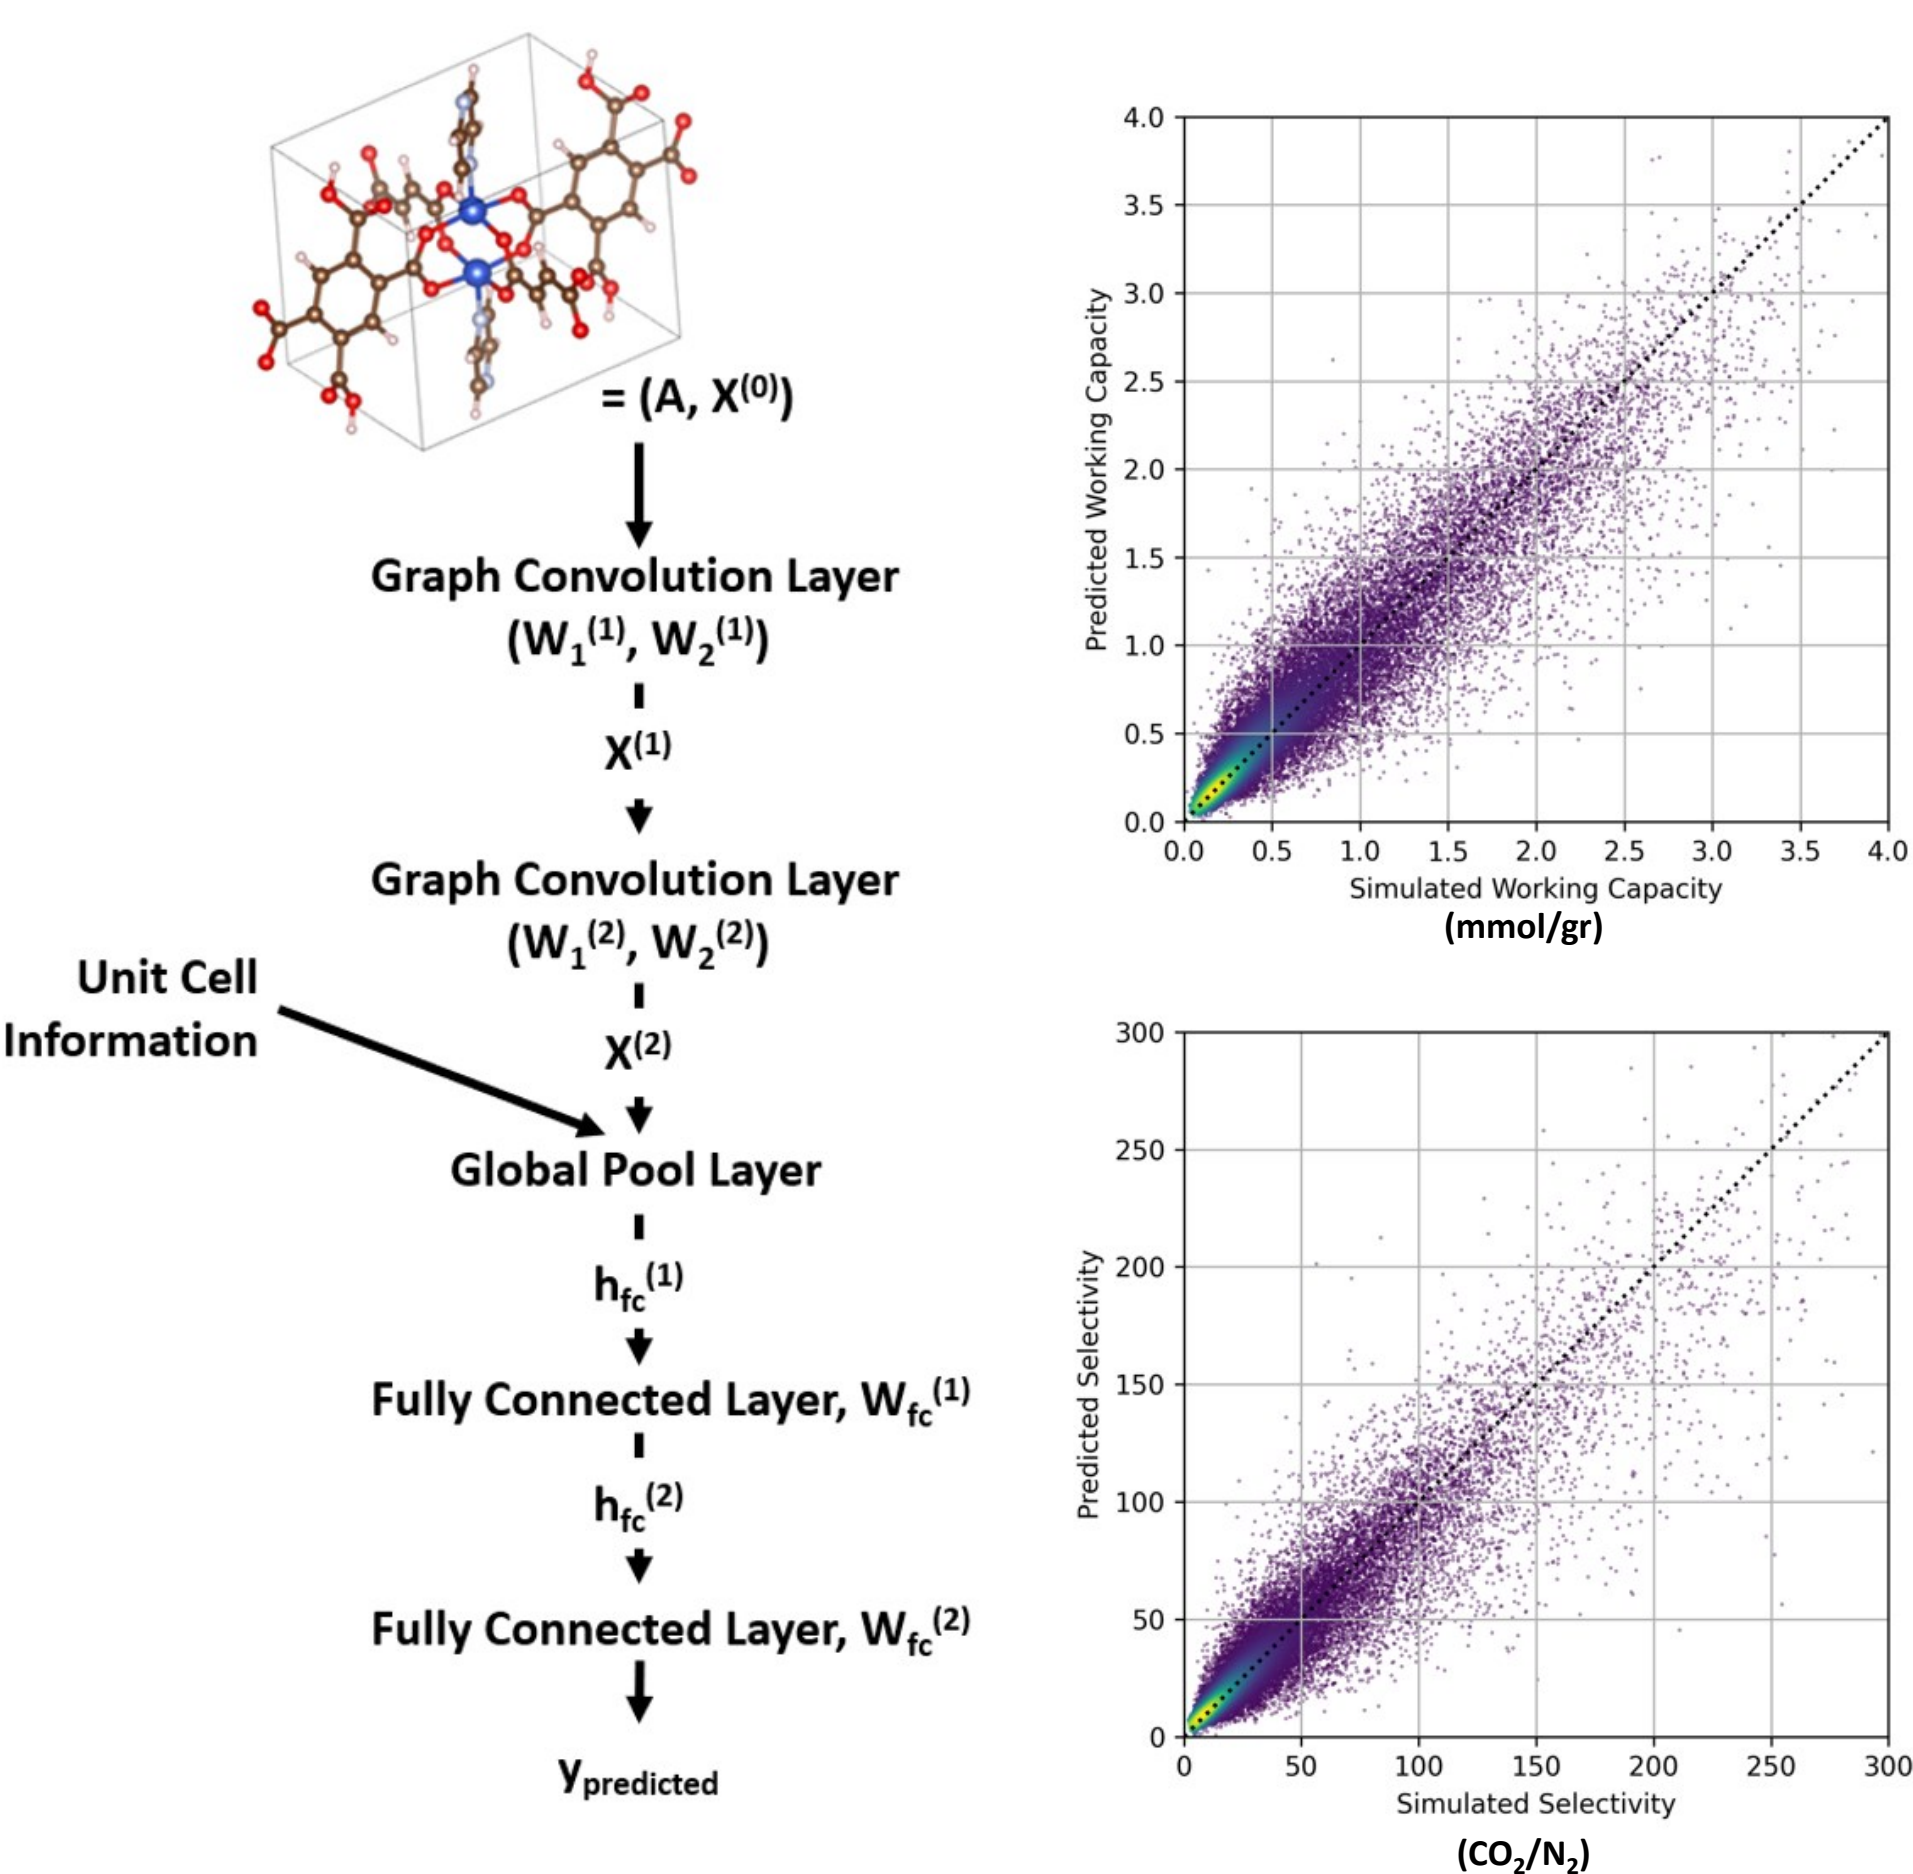 = (A, X⁽⁰⁾)
Graph Convolution Layer
(W₁⁽¹⁾, W₂⁽¹⁾)
X⁽¹⁾
Graph Convolution Layer
(W₁⁽²⁾, W₂⁽²⁾)
Unit Cell
Information
X⁽²⁾
Global Pool Layer
h_fc⁽¹⁾
Fully Connected Layer, W_fc⁽¹⁾
h_fc⁽²⁾
Fully Connected Layer, W_fc⁽²⁾
y_predicted
Predicted Working Capacity
4.0
3.5
3.0
2.5
2.0
1.5
1.0
0.5
0.0
0.0 0.5 1.0 1.5 2.0 2.5 3.0 3.5 4.0
Simulated Working Capacity
(mmol/gr)
Predicted Selectivity
300
250
200
150
100
50
0
0 50 100 150 200 250 300
Simulated Selectivity
(CO₂/N₂)